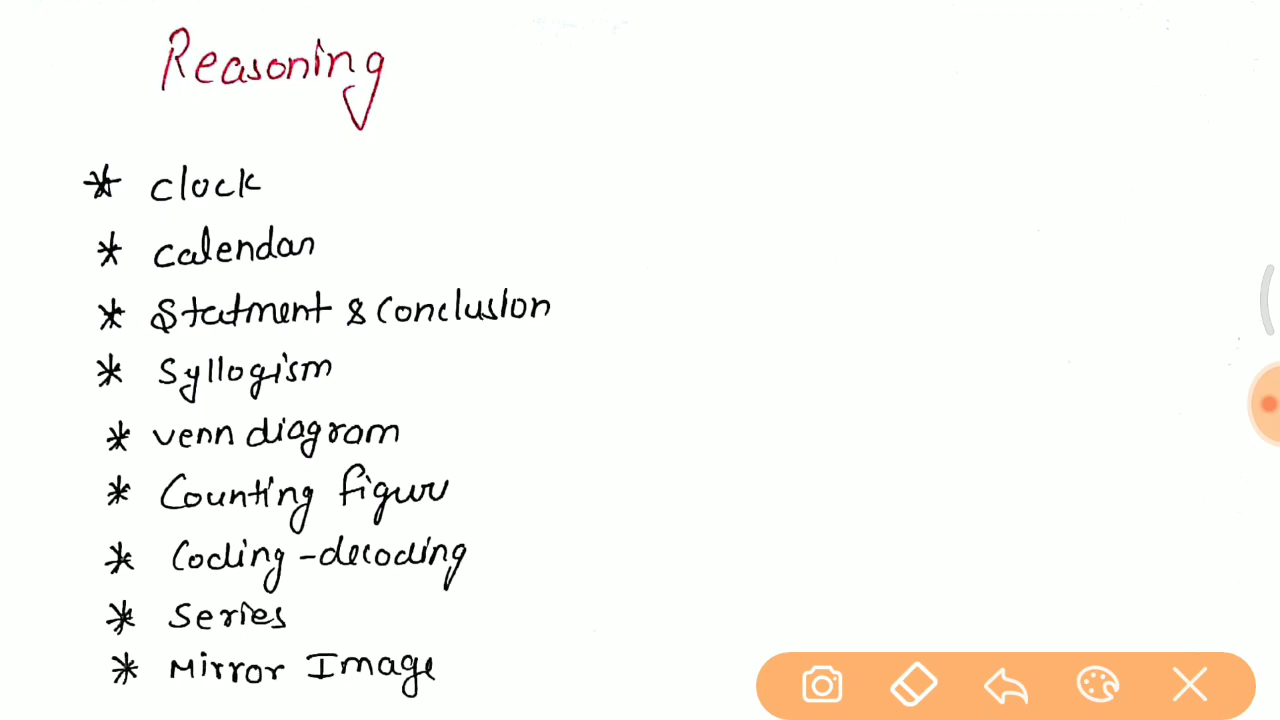 Reasoning
* clock
* calendar
* Statment & Conclusion
* Syllogism
* venn diagram
* Counting figure
* Coding-decoding
* Series
* Mirror Image